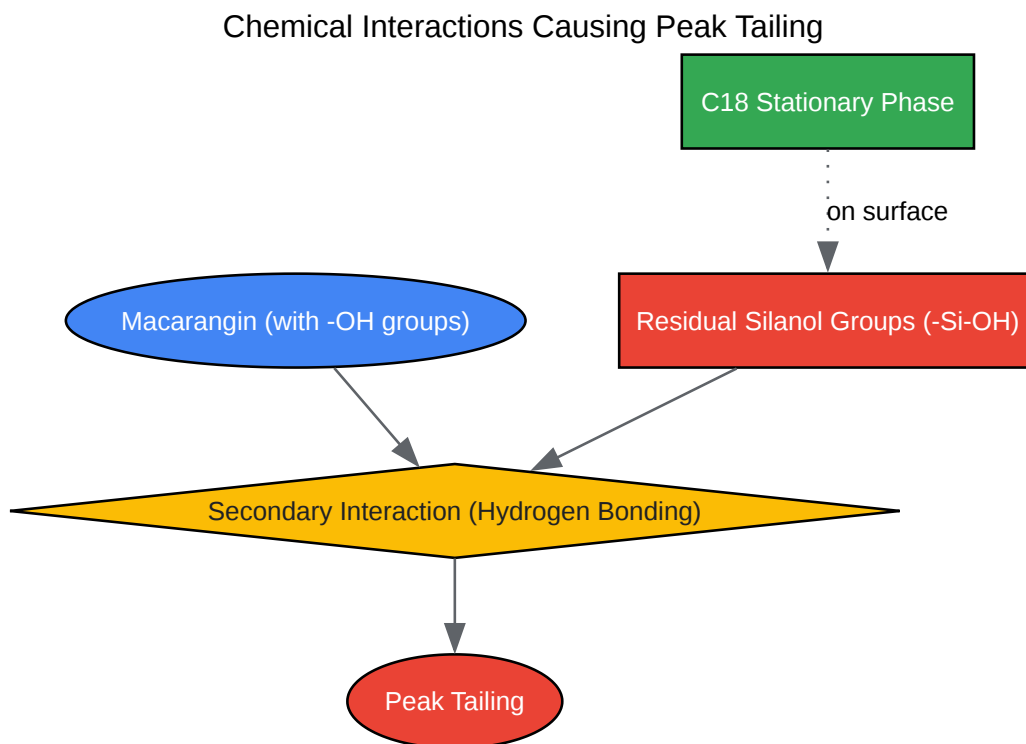 Chemical Interactions Causing Peak Tailing
C18 Stationary Phase
on surface
Macarangin (with -OH groups)
Residual Silanol Groups (-Si-OH)
Secondary Interaction (Hydrogen Bonding)
Peak Tailing